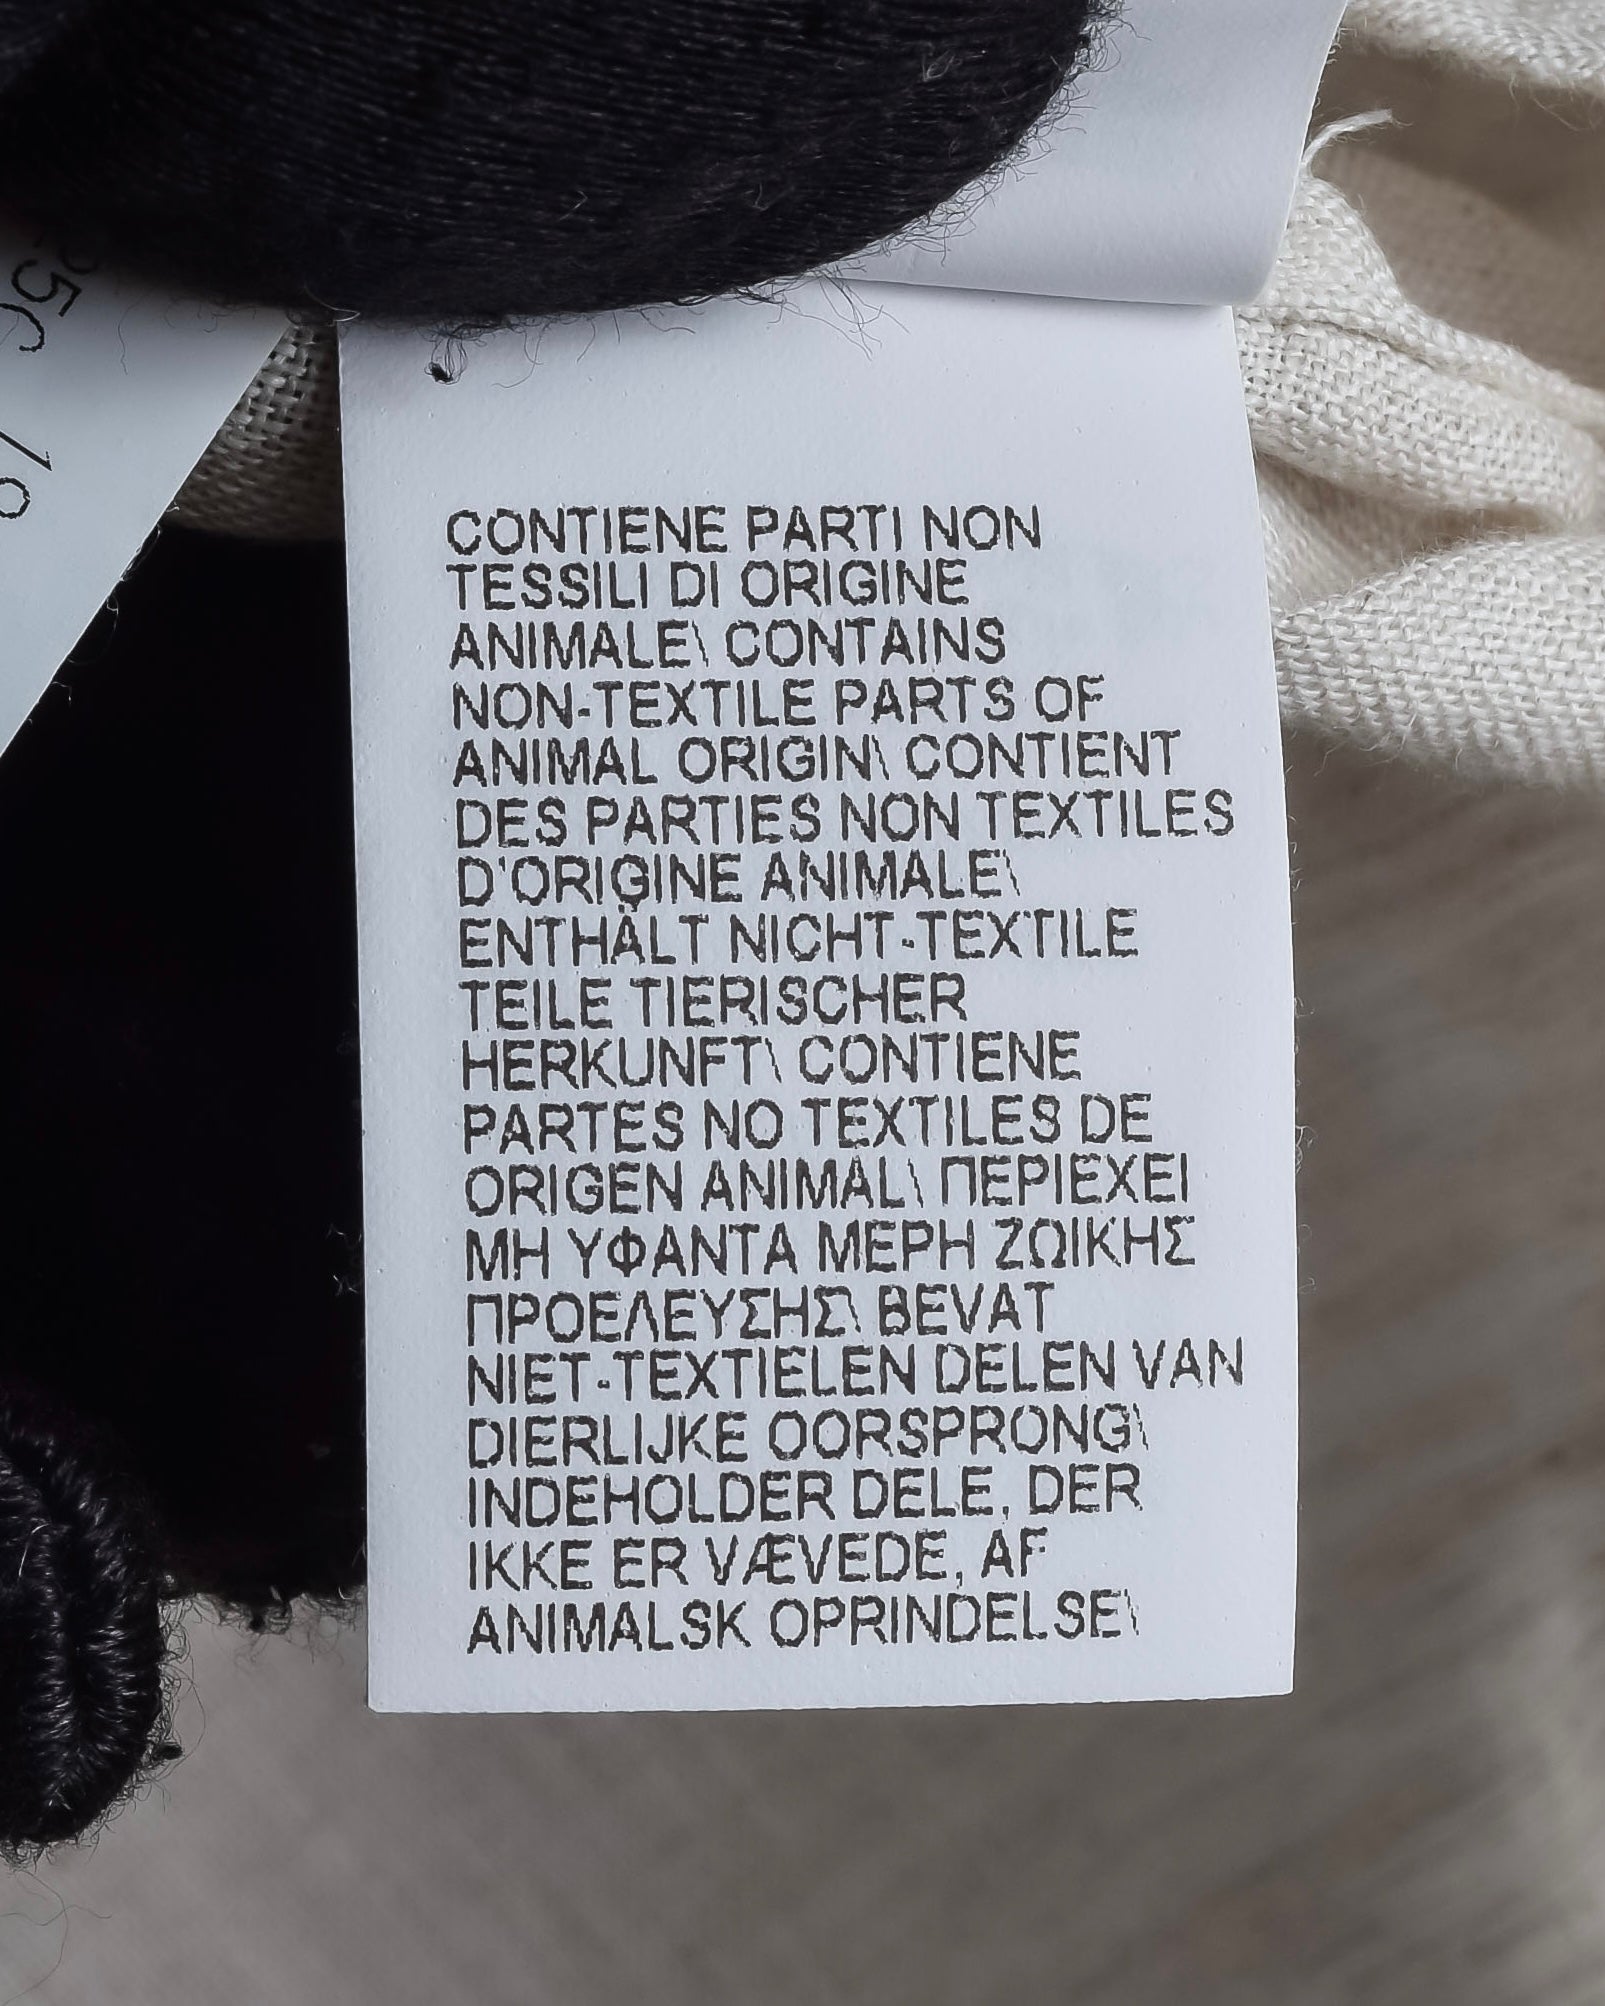 CONTIENE PARTI NON
TESSILI DI ORIGINE
ANIMALE\ CONTAINS
NON-TEXTILE PARTS OF
ANIMAL ORIGIN\ CONTIENT
DES PARTIES NON TEXTILES
D'ORIGINE ANIMALE\
ENTHÄLT NICHT-TEXTILE
TEILE TIERISCHER
HERKUNFT\ CONTIENE
PARTES NO TEXTILES DE
ORIGEN ANIMAL\ ΠΕΡΙΕΧΕΙ
ΜΗ ΥΦΑΝΤΑ ΜΕΡΗ ΖΩΙΚΗΣ
ΠΡΟΕΛΕΥΣΗΣ\ BEVAT
NIET-TEXTIELEN DELEN VAN
DIERLIJKE OORSPRONG\
INDEHOLDER DELE, DER
IKKE ER VÆVEDE, AF
ANIMALSK OPRINDELSE\